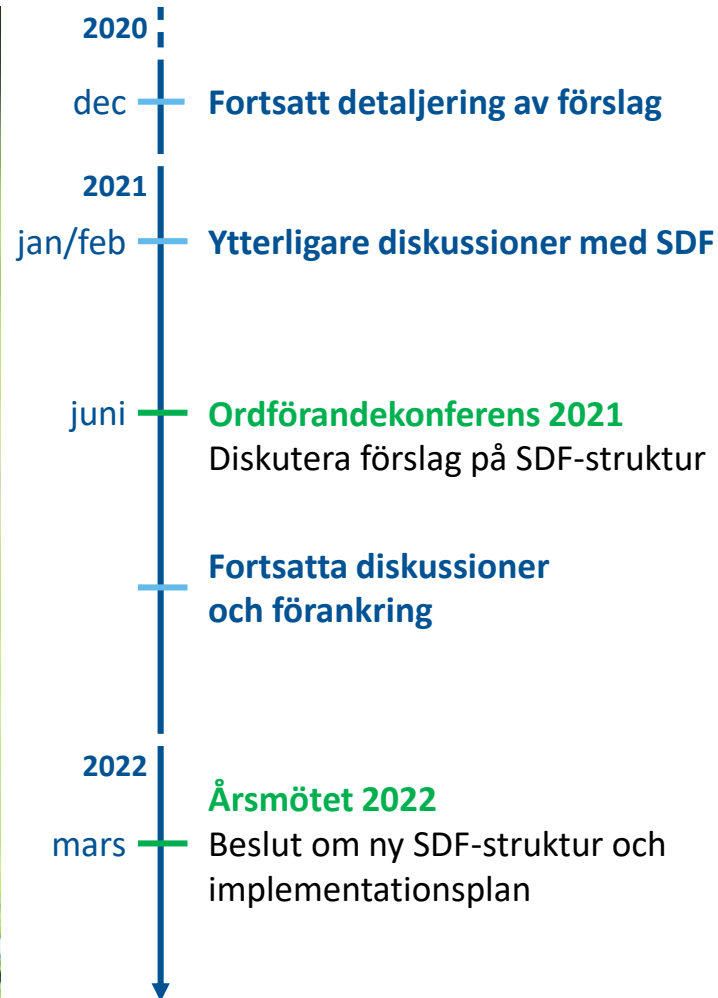 2020
dec
Fortsatt detaljering av förslag
2021
jan/feb
Ytterligare diskussioner med SDF
juni
Ordförandekonferens 2021
Diskutera förslag på SDF-struktur
Fortsatta diskussioner
och förankring
2022
Årsmötet 2022
mars
Beslut om ny SDF-struktur och
implementationsplan